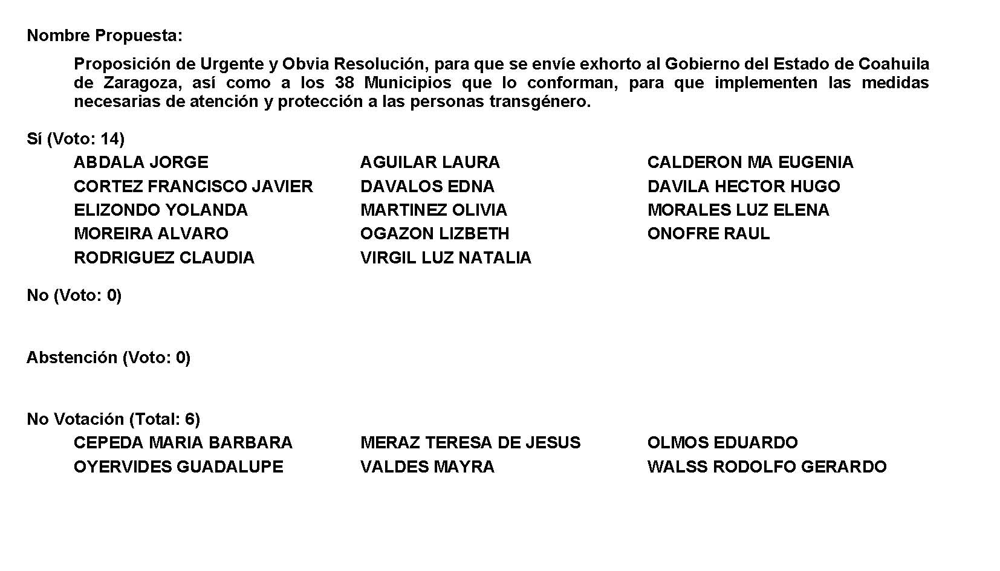 Nombre Propuesta:
Proposición de Urgente y Obvia Resolución, para que se envíe exhorto al Gobierno del Estado de Coahuila
de Zaragoza, así como a los 38 Municipios que lo conforman, para que implementen las medidas
necesarias de atención y protección a las personas transgénero.
Sí (Voto: 14)
ABDALA JORGE AGUILAR LAURA CALDERON MA EUGENIA
CORTEZ FRANCISCO JAVIER DAVALOS EDNA DAVILA HECTOR HUGO
ELIZONDO YOLANDA MARTINEZ OLIVIA MORALES LUZ ELENA
MOREIRA ALVARO OGAZON LIZBETH ONOFRE RAUL
RODRIGUEZ CLAUDIA VIRGIL LUZ NATALIA
No (Voto: 0)
Abstención (Voto: 0)
No Votación (Total: 6)
CEPEDA MARIA BARBARA MERAZ TERESA DE JESUS OLMOS EDUARDO
OYERVIDES GUADALUPE VALDES MAYRA WALSS RODOLFO GERARDO